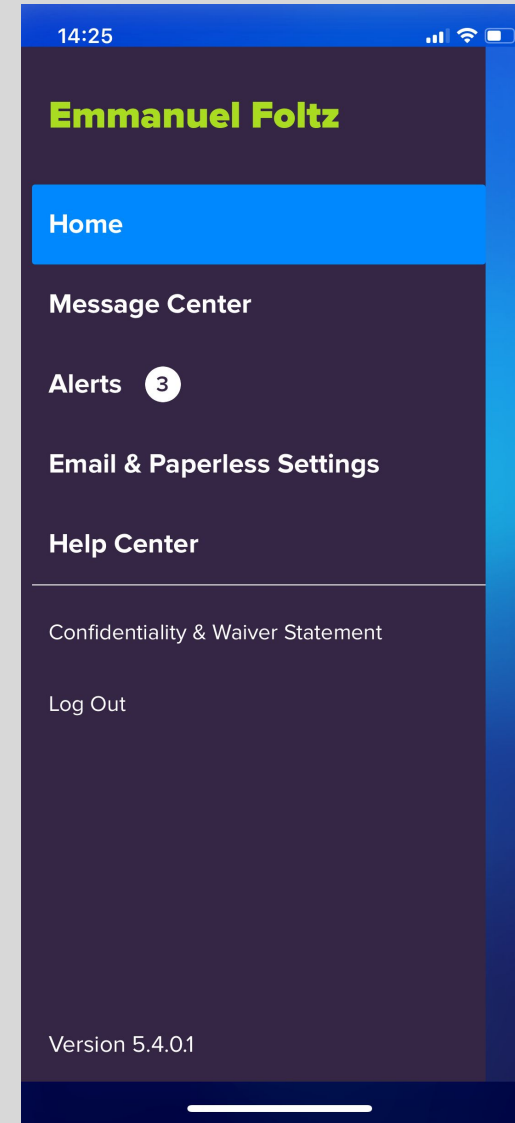 14:25
Emmanuel Foltz
Home
Message Center
Alerts 3
Email & Paperless Settings
Help Center
Confidentiality & Waiver Statement
Log Out
Version 5.4.0.1